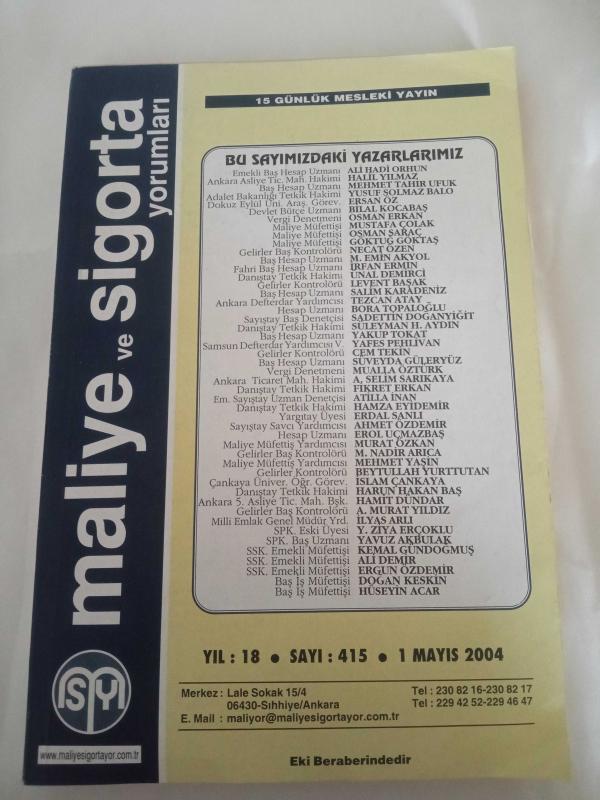 maliye ve sigorta
yorumları
15 GÜNLÜK MESLEKİ YAYIN
BU SAYIMIZDAKİ YAZARLARIMIZ
Emekli Baş Hesap Uzmanı ALİ HADİ ORHUN
Ankara Asliye Tic. Mah. Hakimi HALİL YILMAZ
Baş Hesap Uzmanı MEHMET TAHİR UFUK
Adalet Bakanlığı Tetkik Hakimi YUSUF SOLMAZ BALO
Dokuz Eylül Üni. Araş. Görev. ERSAN ÖZ
Devlet Bütçe Uzmanı BİLAL KOCABAŞ
Vergi Denetmeni OSMAN ERKAN
Maliye Müfettişi MUSTAFA ÇOLAK
Maliye Müfettişi OSMAN SARAÇ
Maliye Müfettişi GÖKTUĞ GÖKTAŞ
Gelirler Baş Kontrolörü NECAT ÖZEN
Baş Hesap Uzmanı M. EMİN AKYOL
Fahri Baş Hesap Uzmanı İRFAN ERMİN
Danıştay Tetkik Hakimi ÜNAL DEMİRCİ
Gelirler Kontrolörü LEVENT BAŞAK
Baş Hesap Uzmanı SALİM KARADENİZ
Ankara Defterdar Yardımcısı TEZCAN ATAY
Hesap Uzmanı BORA TOPALOĞLU
Sayıştay Baş Denetçisi SADETTİN DOĞANYİĞİT
Danıştay Tetkik Hakimi SÜLEYMAN H. AYDIN
Baş Hesap Uzmanı YAKUP TOKAT
Samsun Defterdar Yardımcısı V. YAFES PEHLİVAN
Gelirler Kontrolörü CEM TEKİN
Baş Hesap Uzmanı SÜVEYDA GÜLERYÜZ
Vergi Denetmeni MUALLA ÖZTÜRK
Ankara Ticaret Mah. Hakimi A. SELİM SARIKAYA
Danıştay Tetkik Hakimi FİKRET ERKAN
Em. Sayıştay Uzman Denetçisi ATİLLA İNAN
Danıştay Tetkik Hakimi HAMZA EYİDEMİR
Yargıtay Üyesi ERDAL SANLI
Sayıştay Savcı Yardımcısı AHMET ÖZDEMİR
Hesap Uzmanı EROL UÇMAZBAŞ
Maliye Müfettiş Yardımcısı MURAT ÖZKAN
Gelirler Baş Kontrolörü M. NADİR ARICA
Maliye Müfettiş Yardımcısı MEHMET YAŞİN
Gelirler Kontrolörü BEYTULLAH YURTTUTAN
Çankaya Üniver. Öğr. Görev. İSLAM ÇANKAYA
Danıştay Tetkik Hakimi HARUN HAKAN BAŞ
Ankara 5. Asliye Tic. Mah. Bşk. HAMİT DÜNDAR
Gelirler Baş Kontrolörü A. MURAT YILDIZ
Milli Emlak Genel Müdür Yrd. İLYAS ARLI
SPK. Eski Üyesi Y. ZİYA ERÇOKLU
SPK. Baş Uzmanı YAVUZ AKBULAK
SSK. Emekli Müfettişi KEMAL GÜNDOĞMUŞ
SSK. Emekli Müfettişi ALİ DEMİR
SSK. Emekli Müfettişi ERGÜN ÖZDEMİR
Baş İş Müfettişi DOĞAN KESKİN
Baş İş Müfettişi HÜSEYİN ACAR
YIL : 18 ● SAYI : 415 ● 1 MAYIS 2004
Merkez : Lale Sokak 15/4 Tel : 230 82 16-230 82 17
06430-Sıhhiye/Ankara Tel : 229 42 52-229 46 47
E. Mail : maliyor@maliyesigortayor.com.tr
www.maliyesigortayor.com.tr
Eki Beraberindedir